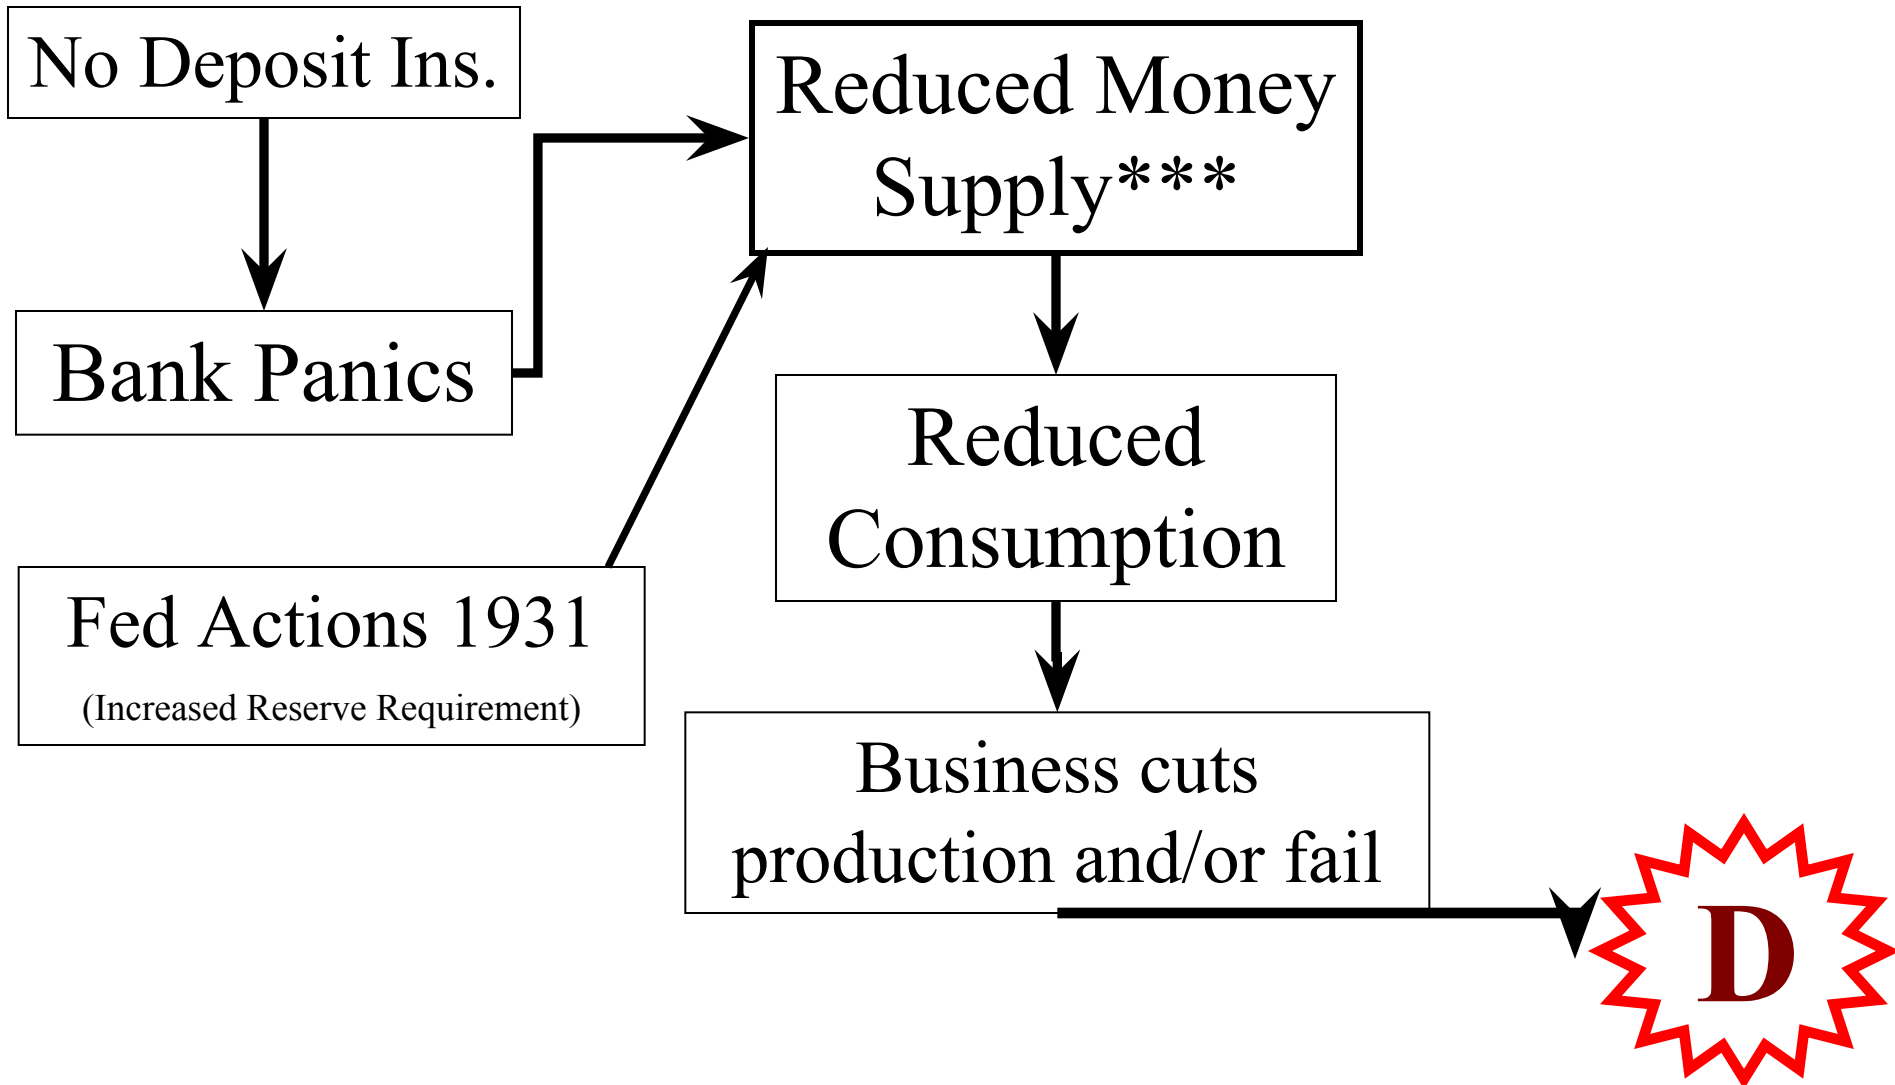 No Deposit Ins.
Reduced Money
Supply***
Bank Panics
Reduced
Consumption
Fed Actions 1931
(Increased Reserve Requirement)
Business cuts
production and/or fail
D